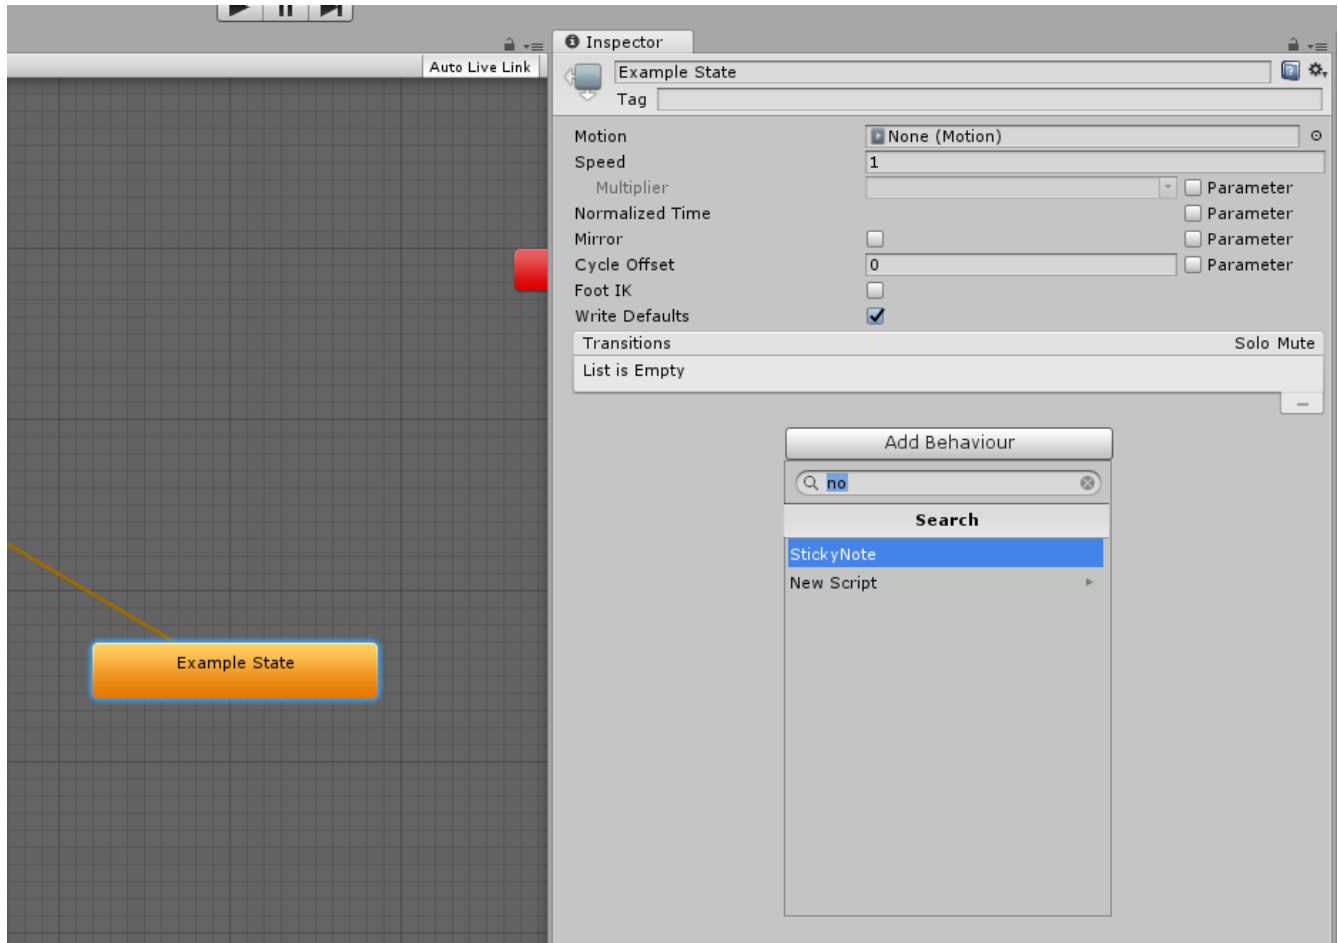 Inspector
Auto Live Link
Example State
Tag
Motion None (Motion)
Speed 1
Multiplier Parameter
Normalized Time Parameter
Mirror Parameter
Cycle Offset 0 Parameter
Foot IK
Write Defaults
Transitions Solo Mute
List is Empty
Add Behaviour
no
Search
StickyNote
New Script
Example State